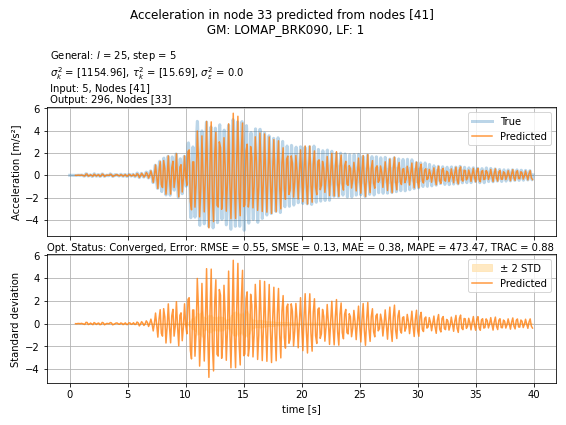 Acceleration in node 33 predicted from nodes [41]
GM: LOMAP_BRK090, LF: 1
General: l = 25, step = 5
σ²ₖ = [1154.96], τ²ₖ = [15.69], σ²ε = 0.0
Input: 5, Nodes [41]
Output: 296, Nodes [33]
Acceleration [m/s²]
6
4
2
0
−2
−4
True
Predicted
Opt. Status: Converged, Error: RMSE = 0.55, SMSE = 0.13, MAE = 0.38, MAPE = 473.47, TRAC = 0.88
Standard deviation
6
4
2
0
−2
−4
± 2 STD
Predicted
0 5 10 15 20 25 30 35 40
time [s]